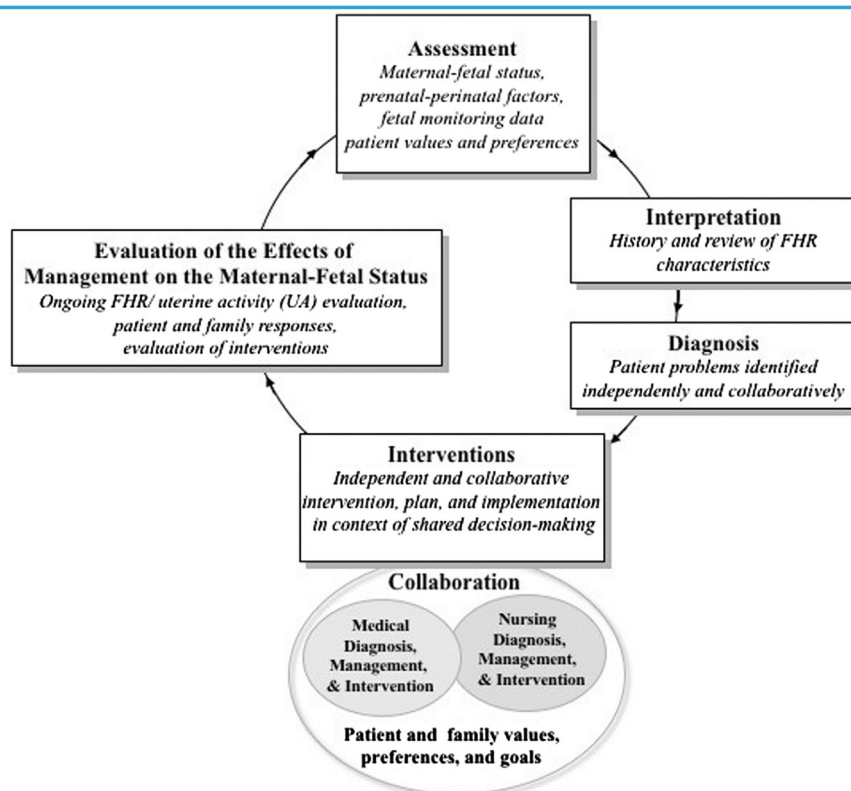 Assessment
Maternal-fetal status,
prenatal-perinatal factors,
fetal monitoring data
patient values and preferences
Interpretation
History and review of FHR
characteristics
Diagnosis
Patient problems identified
independently and collaboratively
Interventions
Independent and collaborative
intervention, plan, and implementation
in context of shared decision-making
Evaluation of the Effects of
Management on the Maternal-Fetal Status
Ongoing FHR/ uterine activity (UA) evaluation,
patient and family responses,
evaluation of interventions
Collaboration
Medical
Diagnosis,
Management,
& Intervention
Nursing
Diagnosis,
Management,
& Intervention
Patient and family values,
preferences, and goals